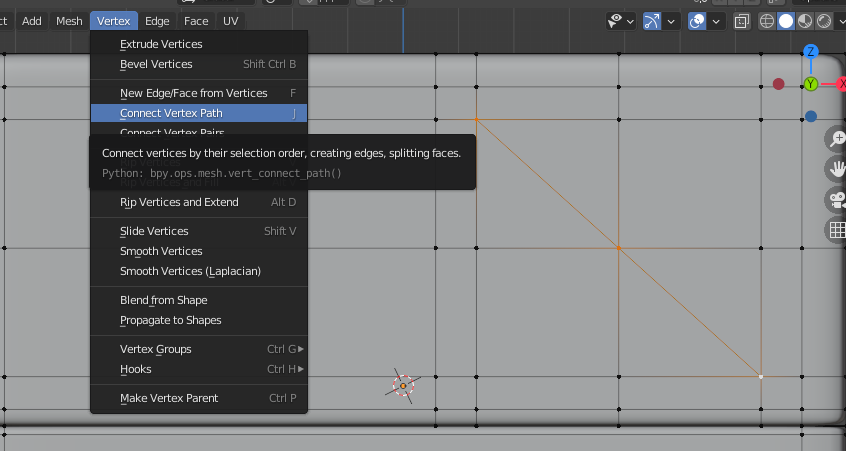 ct Add Mesh Vertex Edge Face UV
Extrude Vertices
Bevel Vertices Shift Ctrl B
New Edge/Face from Vertices F
Connect Vertex Path J
Connect Vertex Pairs
Connect vertices by their selection order, creating edges, splitting faces.
Python: bpy.ops.mesh.vert_connect_path()
Rip Vertices and Extend Alt D
Slide Vertices Shift V
Smooth Vertices
Smooth Vertices (Laplacian)
Blend from Shape
Propagate to Shapes
Vertex Groups Ctrl G
Hooks Ctrl H
Make Vertex Parent Ctrl P
Z
Y
X